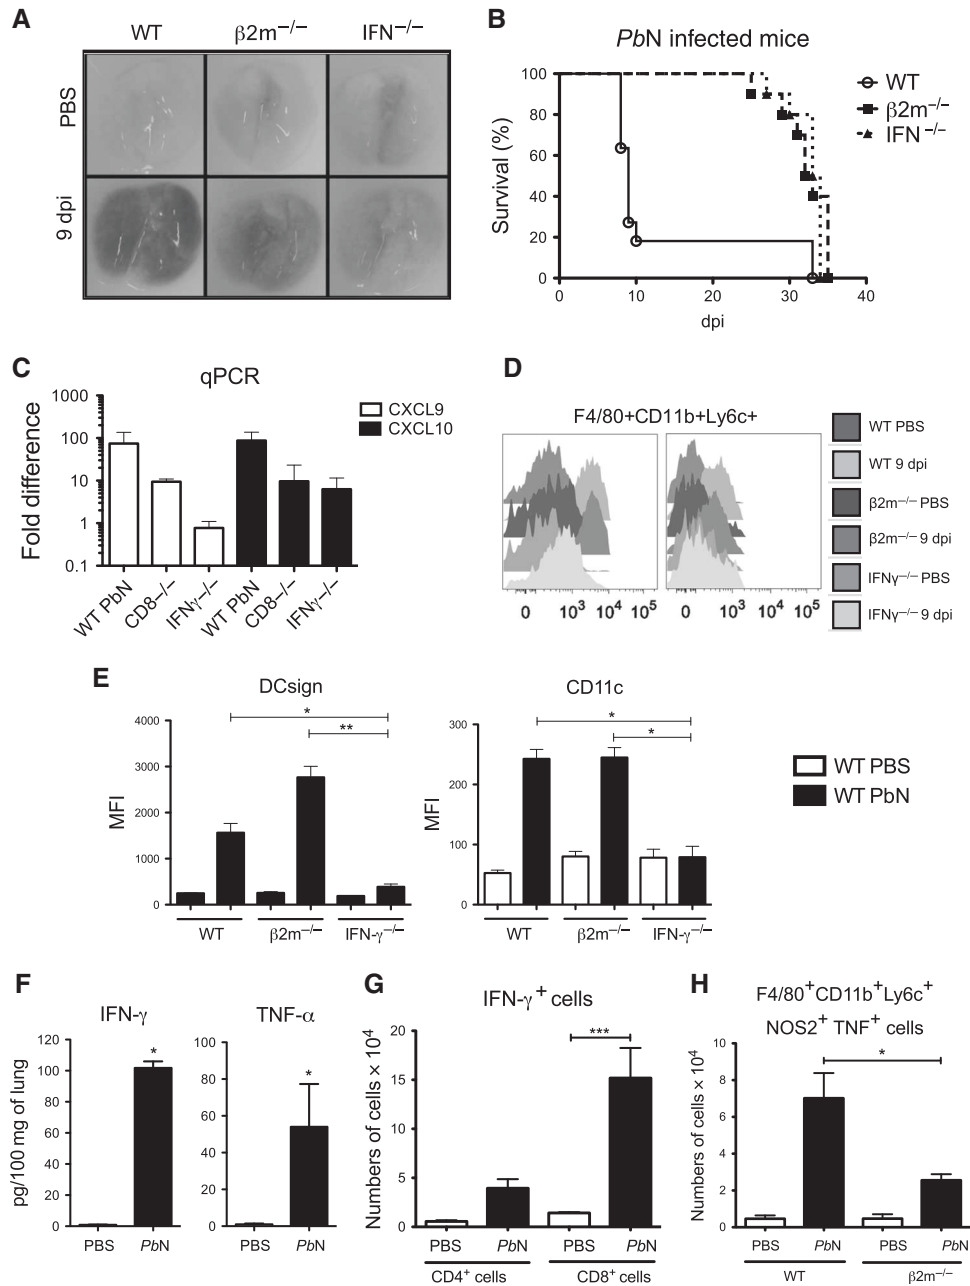 A
WT β2m−/− IFN−/−
PBS
9 dpi
B
PbN infected mice
Survival (%)
100
80
60
40
20
0
0 10 20 30 40
dpi
WT
β2m−/−
IFN−/−
C
qPCR
Fold difference
1000
100
10
1
0.1
WT PbN CD8−/− IFNγ−/− WT PbN CD8−/− IFNγ−/−
CXCL9
CXCL10
D
F4/80+CD11b+Ly6c+
0 10³ 10⁴ 10⁵ 0 10³ 10⁴ 10⁵
WT PBS
WT 9 dpi
β2m−/− PBS
β2m−/− 9 dpi
IFNγ−/− PBS
IFNγ−/− 9 dpi
E
DCsign
*
**
MFI
4000
3000
2000
1000
0
WT β2m−/− IFN-γ−/−
CD11c
*
*
MFI
300
200
100
0
WT β2m−/− IFN-γ−/−
WT PBS
WT PbN
F
IFN-γ
pg/100 mg of lung
120
100
80
60
40
20
0
*
PBS PbN
TNF-α
100
80
60
40
20
0
*
PBS PbN
G
IFN-γ+ cells
Numbers of cells × 10⁴
20
15
10
5
0
***
PBS PbN PBS PbN
CD4+ cells CD8+ cells
H
F4/80+CD11b+Ly6c+
NOS2+ TNF+ cells
Numbers of cells × 10⁴
10
8
6
4
2
0
*
PBS PbN PBS PbN
WT β2m−/−